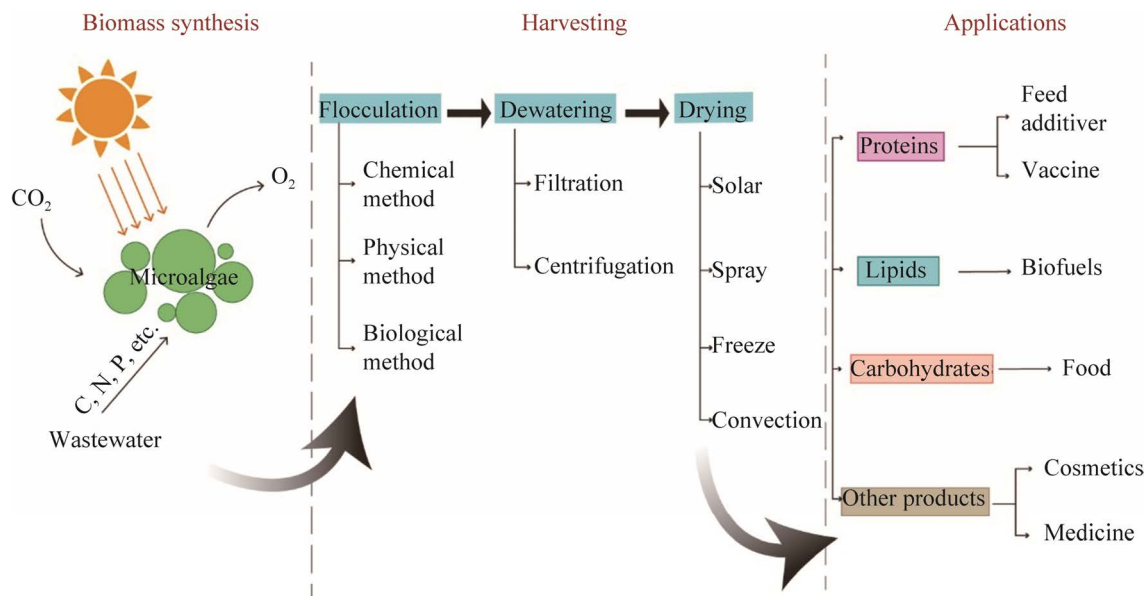 Biomass synthesis
Harvesting
Applications
CO₂
O₂
Microalgae
C, N, P, etc.
Wastewater
Flocculation
Chemical
method
Physical
method
Biological
method
Dewatering
Filtration
Centrifugation
Drying
Solar
Spray
Freeze
Convection
Proteins
Feed
additiver
Vaccine
Lipids
Biofuels
Carbohydrates
Food
Other products
Cosmetics
Medicine